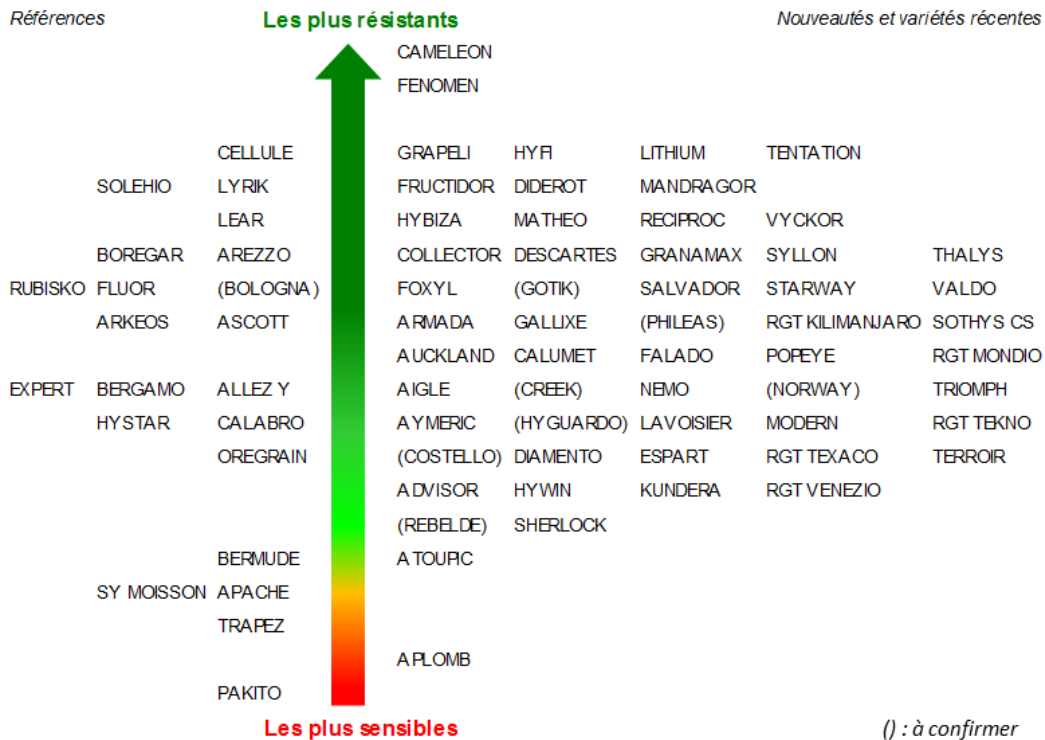 Références Les plus résistants Nouveautés et variétés récentes
CAMELEON
FENOMEN
CELLULE GRAPELI HYFI LITHIUM TENTATION
SOLEHIO LYRIK FRUCTIDOR DIDEROT MANDRAGOR
LEAR HYBIZA MATHEO RECIPROC VYCKOR
BOREGAR AREZZO COLLECTOR DESCARTES GRANAMAX SYLLON THALYS
RUBISKO FLUOR (BOLOGNA) FOXYL (GOTIK) SALVADOR STARWAY VALDO
ARKEOS ASCOTT ARMADA GALLIXE (PHILEAS) RGT KILIMANJARO SOTHYS CS
AUCKLAND CALUMET FALADO POPEYE RGT MONDIO
EXPERT BERGAMO ALLEZ Y AIGLE (CREEK) NEMO (NORWAY) TRIOMPH
HYSTAR CALABRO AYMERIC (HYGUARDO) LAVOISIER MODERN RGT TEKNO
OREGRAIN (COSTELLO) DIAMENTO ESPART RGT TEXACO TERROIR
ADVISOR HYWIN KUNDERA RGT VENEZIO
(REBELDE) SHERLOCK
BERMUDE ATOUPIC
SY MOISSON APACHE
TRAPEZ
APLOMB
PAKITO
Les plus sensibles () : à confirmer